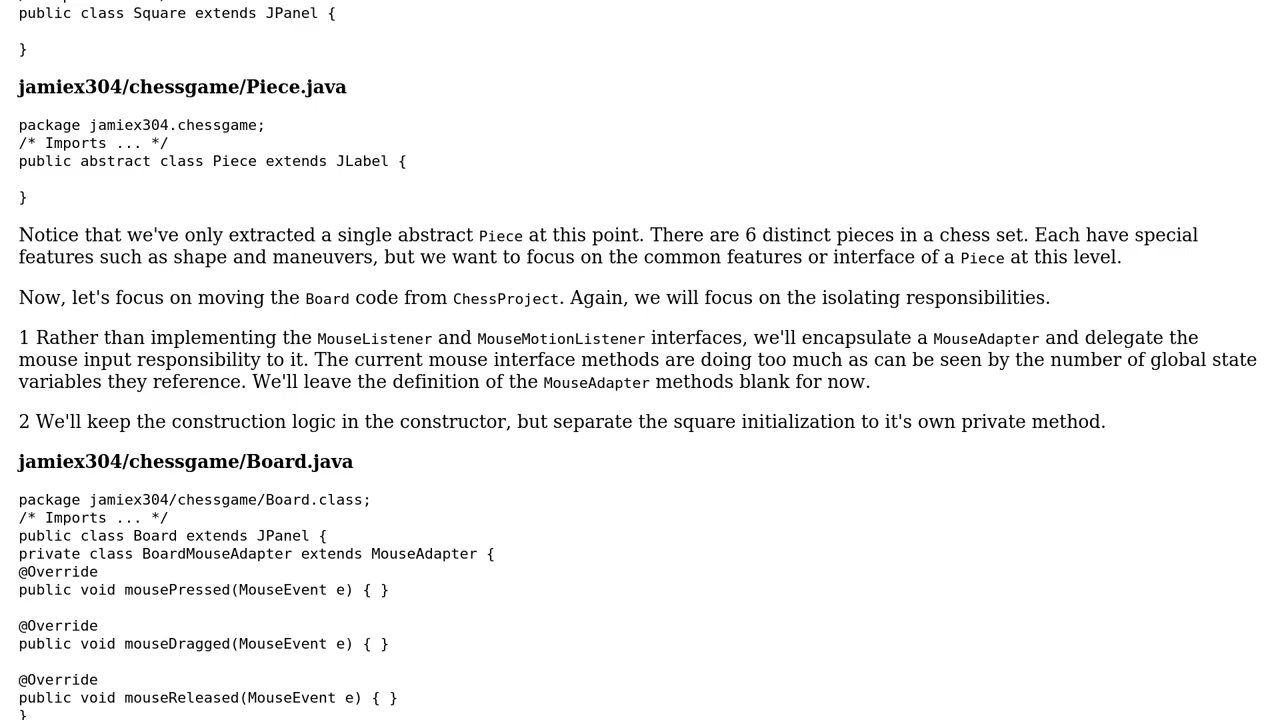 public class Square extends JPanel {
}
jamiex304/chessgame/Piece.java
package jamiex304.chessgame;
/* Imports ... */
public abstract class Piece extends JLabel {
}
Notice that we've only extracted a single abstract Piece at this point. There are 6 distinct pieces in a chess set. Each have special
features such as shape and maneuvers, but we want to focus on the common features or interface of a Piece at this level.
Now, let's focus on moving the Board code from ChessProject. Again, we will focus on the isolating responsibilities.
1 Rather than implementing the MouseListener and MouseMotionListener interfaces, we'll encapsulate a MouseAdapter and delegate the
mouse input responsibility to it. The current mouse interface methods are doing too much as can be seen by the number of global state
variables they reference. We'll leave the definition of the MouseAdapter methods blank for now.
2 We'll keep the construction logic in the constructor, but separate the square initialization to it's own private method.
jamiex304/chessgame/Board.java
package jamiex304/chessgame/Board.class;
/* Imports ... */
public class Board extends JPanel {
private class BoardMouseAdapter extends MouseAdapter {
@Override
public void mousePressed(MouseEvent e) { }
@Override
public void mouseDragged(MouseEvent e) { }
@Override
public void mouseReleased(MouseEvent e) { }
}